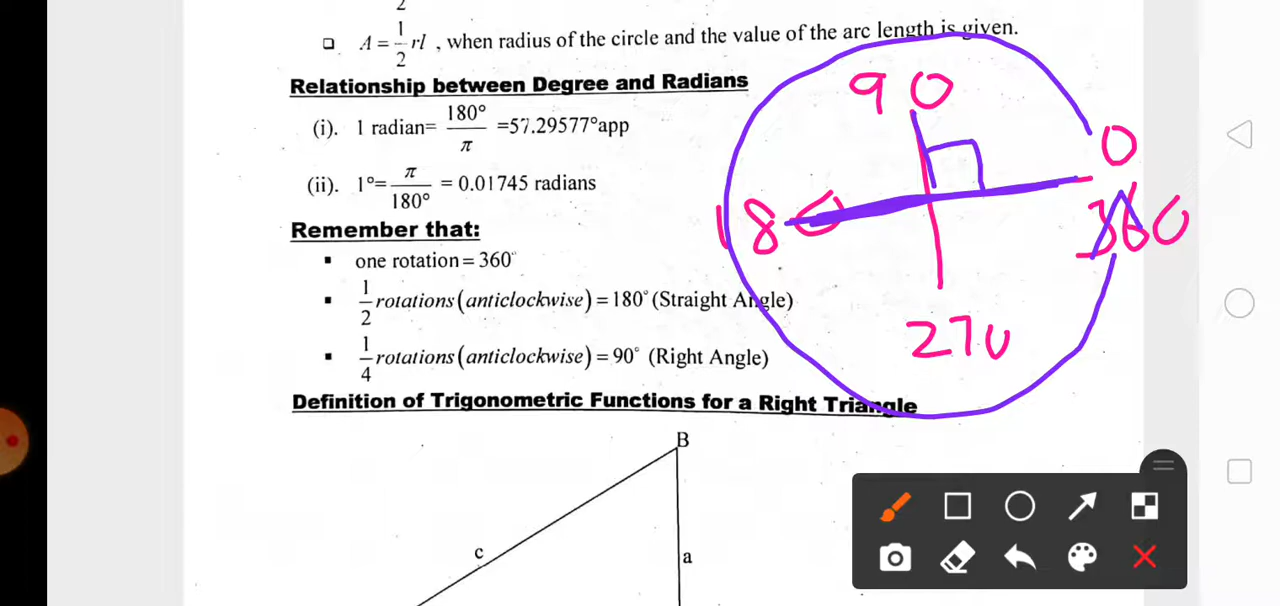 2
□ A = 1/2 rl , when radius of the circle and the value of the arc length is given.
Relationship between Degree and Radians
(i). 1 radian= 180°/π =57.29577°app
(ii). 1°= π/180° = 0.01745 radians
Remember that:
▪ one rotation = 360°
▪ 1/2 rotations (anticlockwise) = 180° (Straight Angle)
▪ 1/4 rotations (anticlockwise) = 90° (Right Angle)
Definition of Trigonometric Functions for a Right Triangle
B
c
a
90
0
180
360
270